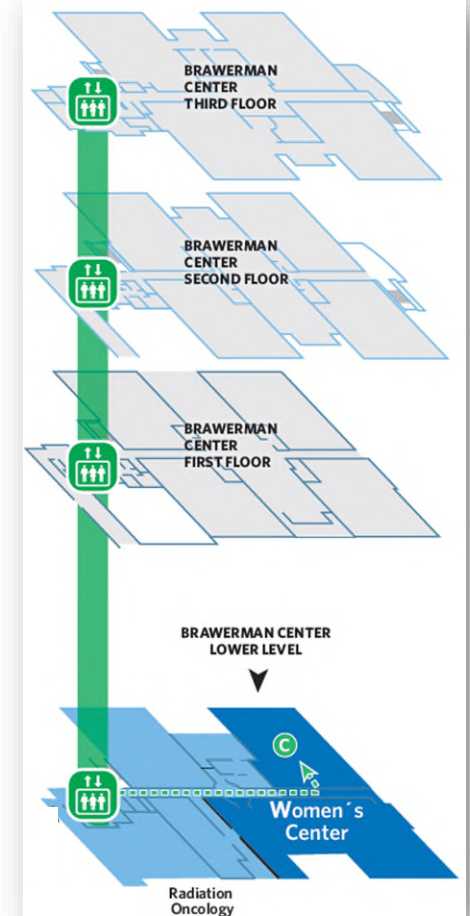 BRAWERMAN
CENTER
THIRD FLOOR
BRAWERMAN
CENTER
SECOND FLOOR
BRAWERMAN
CENTER
FIRST FLOOR
BRAWERMAN CENTER
LOWER LEVEL
C
Women´s
Center
Radiation
Oncology